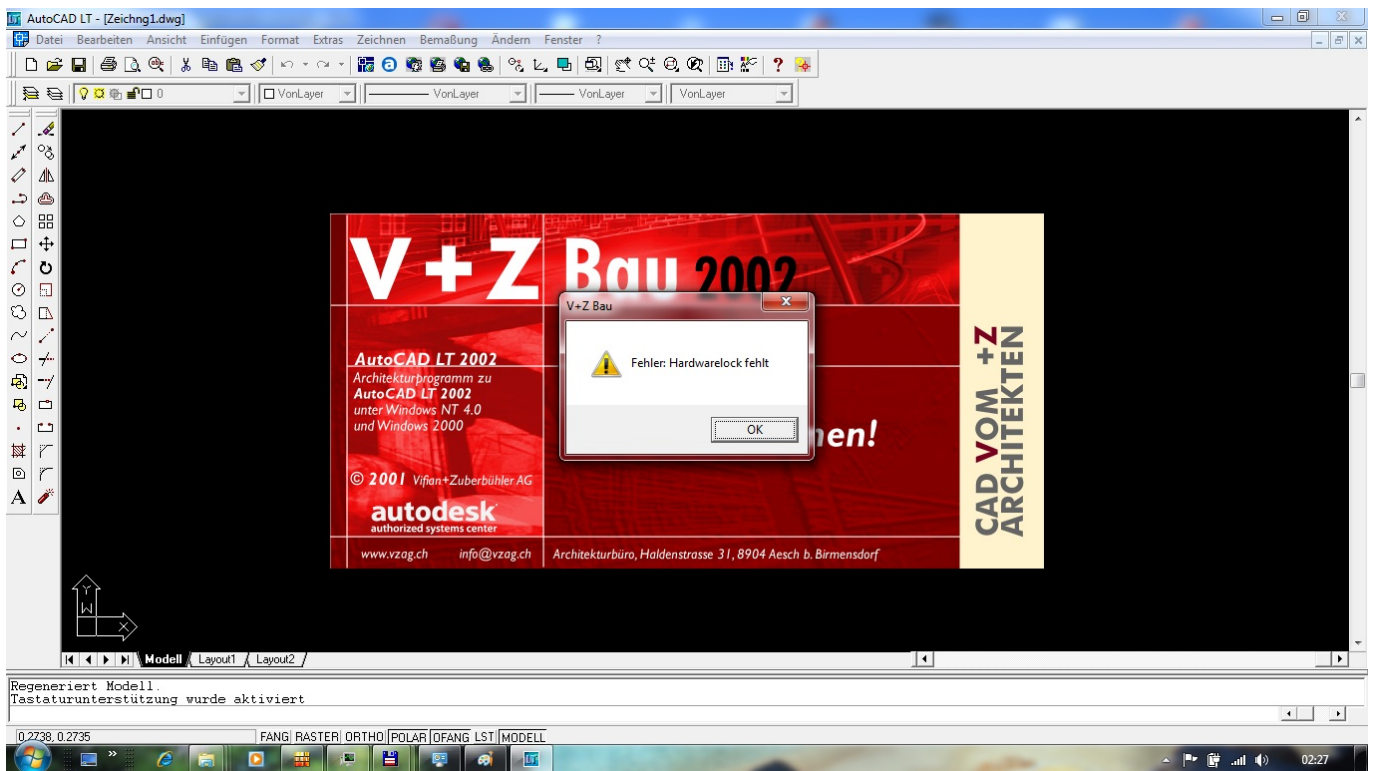 AutoCAD LT - [Zeichng1.dwg]
Datei Bearbeiten Ansicht Einfügen Format Extras Zeichnen Bemaßung Ändern Fenster ?
0 VonLayer VonLayer VonLayer VonLayer
V+Z Bau 2002
V+Z Bau
Fehler: Hardwarelock fehlt
OK
AutoCAD LT 2002
Architekturprogramm zu
AutoCAD LT 2002
unter Windows NT 4.0
und Windows 2000
en!
© 2001 Vifian+Zuberbühler AG
autodesk
authorized systems center
www.vzag.ch info@vzag.ch Architekturbüro, Haldenstrasse 31, 8904 Aesch b. Birmensdorf
CAD VOM +Z
ARCHITEKTEN
Y
W
X
Modell Layout1 Layout2
Regeneriert Modell.
Tastaturunterstützung wurde aktiviert
0.2738, 0.2735 FANG RASTER ORTHO POLAR OFANG LST MODELL
02:27